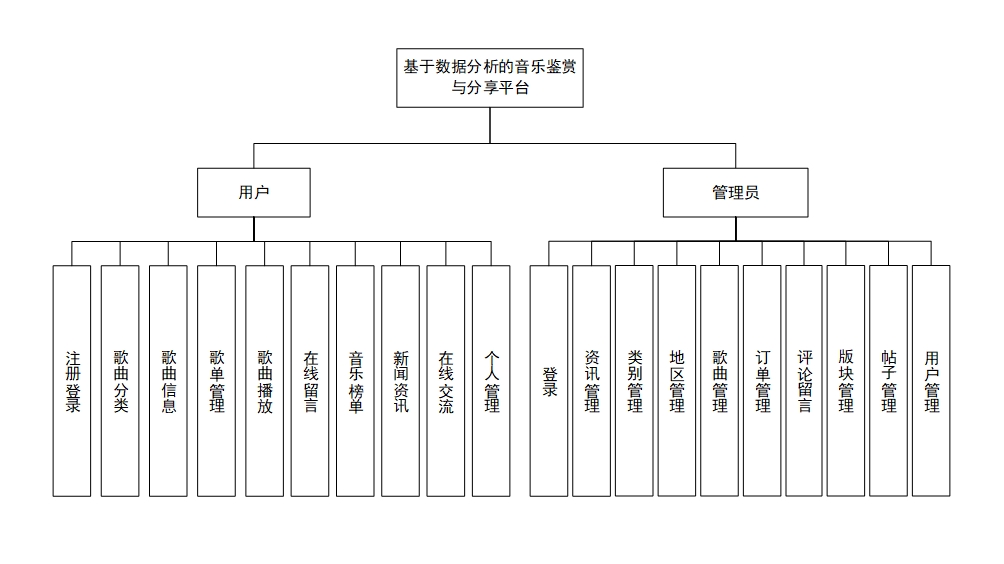 基于数据分析的音乐鉴赏
与分享平台
用户
管理员
注册登录
歌曲分类
歌曲信息
歌单管理
歌曲播放
在线留言
音乐榜单
新闻资讯
在线交流
个人管理
登录
资讯管理
类别管理
地区管理
歌曲管理
订单管理
评论留言
版块管理
帖子管理
用户管理